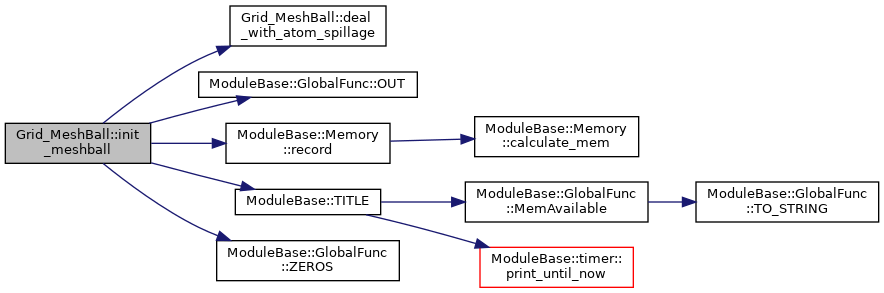 Grid_MeshBall::deal
_with_atom_spillage
ModuleBase::GlobalFunc::OUT
Grid_MeshBall::init
_meshball
ModuleBase::Memory
::record
ModuleBase::Memory
::calculate_mem
ModuleBase::TITLE
ModuleBase::GlobalFunc
::MemAvailable
ModuleBase::GlobalFunc
::TO_STRING
ModuleBase::GlobalFunc
::ZEROS
ModuleBase::timer::
print_until_now